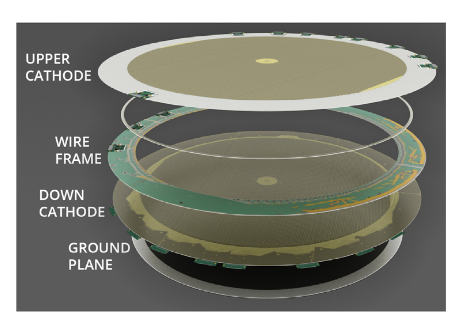 UPPER
CATHODE
WIRE
FRAME
DOWN
CATHODE
GROUND
PLANE